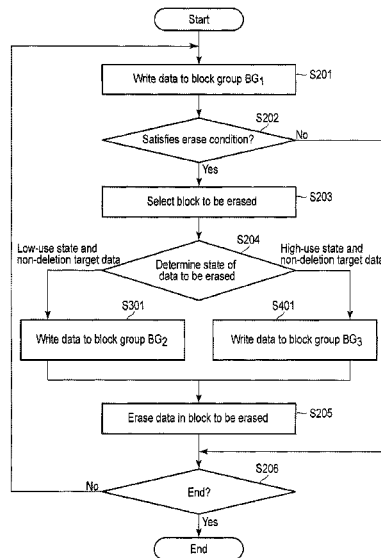 Start
S201
Write data to block group BG1
S202
Satisfies erase condition?
No
Yes
S203
Select block to be erased
S204
Low-use state and
non-deletion target data
Determine state of
data to be erased
High-use state and
non-deletion target data
S301
Write data to block group BG2
S401
Write data to block group BG3
S205
Erase data in block to be erased
S206
No
End?
Yes
End